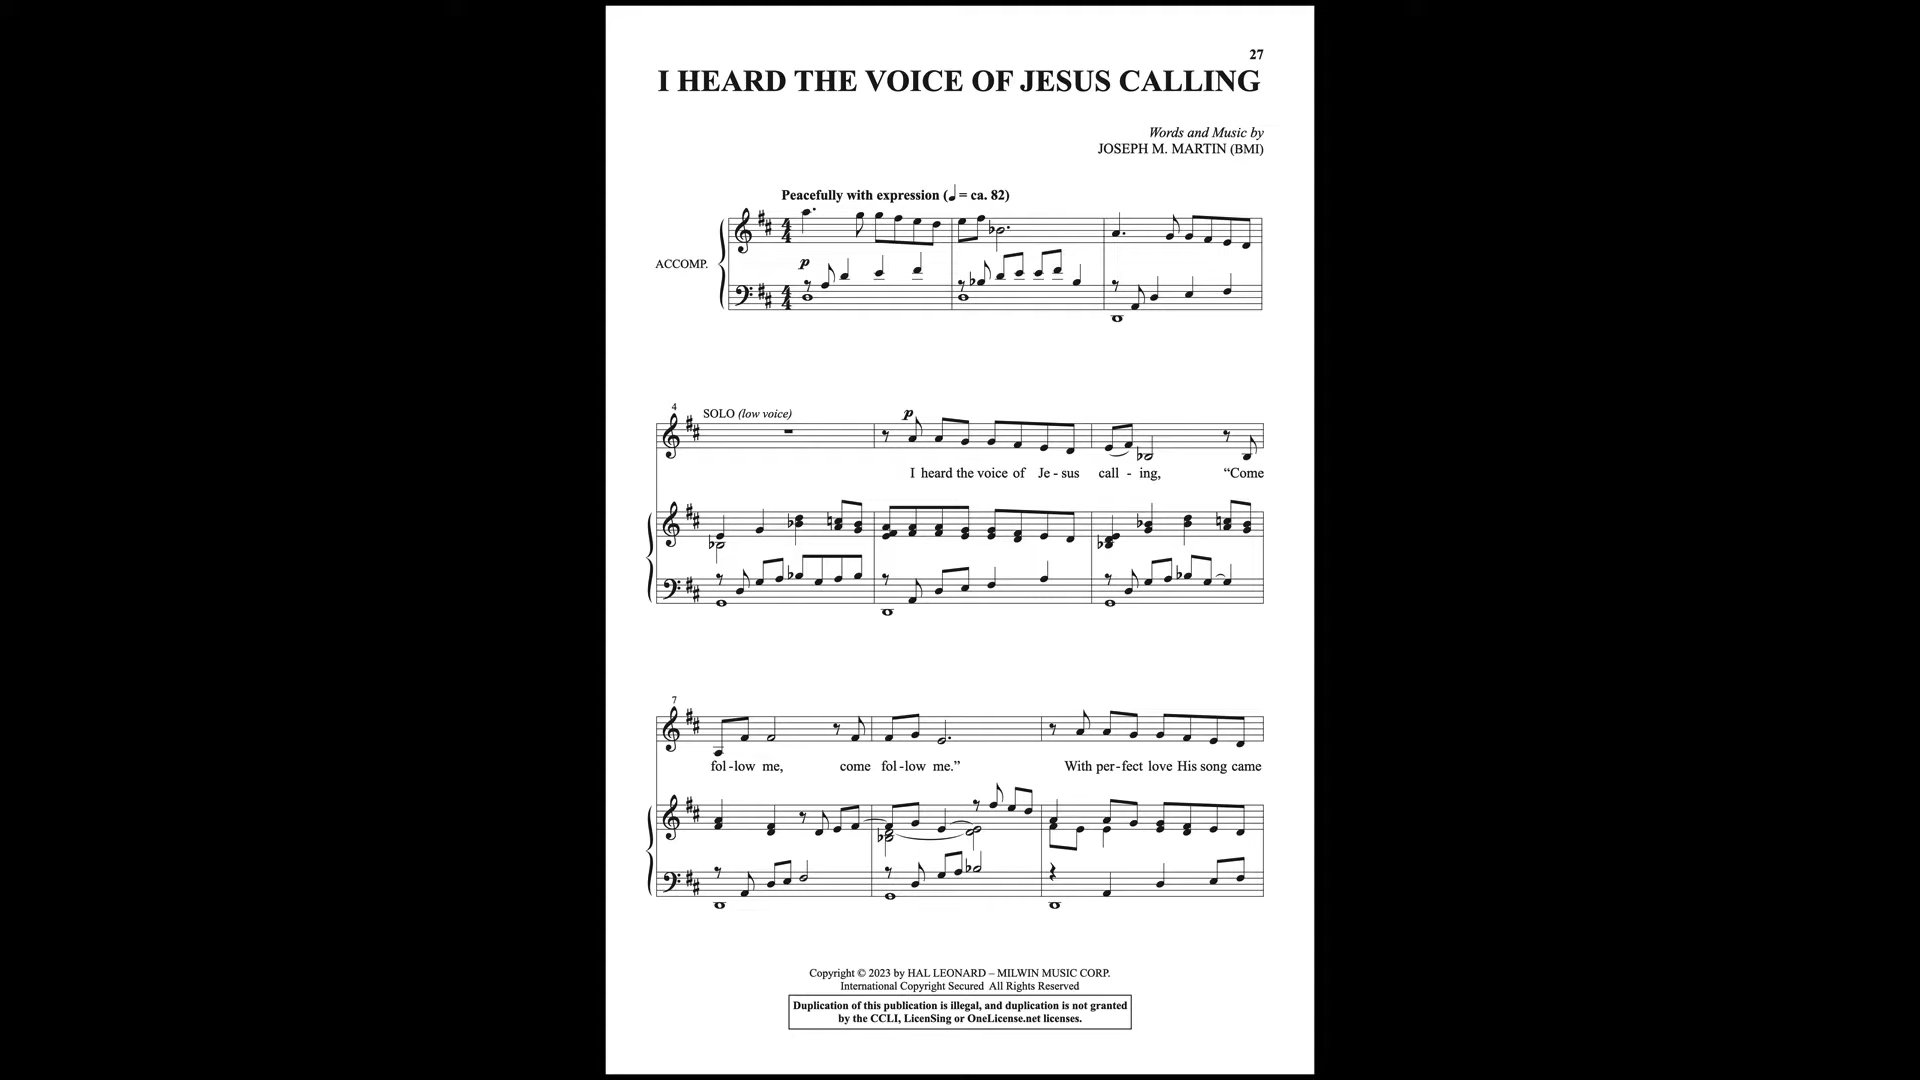 27
I HEARD THE VOICE OF JESUS CALLING
Words and Music by
JOSEPH M. MARTIN (BMI)
Peacefully with expression (♩ = ca. 82)
ACCOMP.
p
4
SOLO (low voice)
p
I heard the voice of Je - sus call - ing, “Come
7
fol - low me, come fol - low me.” With per - fect love His song came
Copyright © 2023 by HAL LEONARD – MILWIN MUSIC CORP.
International Copyright Secured All Rights Reserved
Duplication of this publication is illegal, and duplication is not granted
by the CCLI, LicenSing or OneLicense.net licenses.